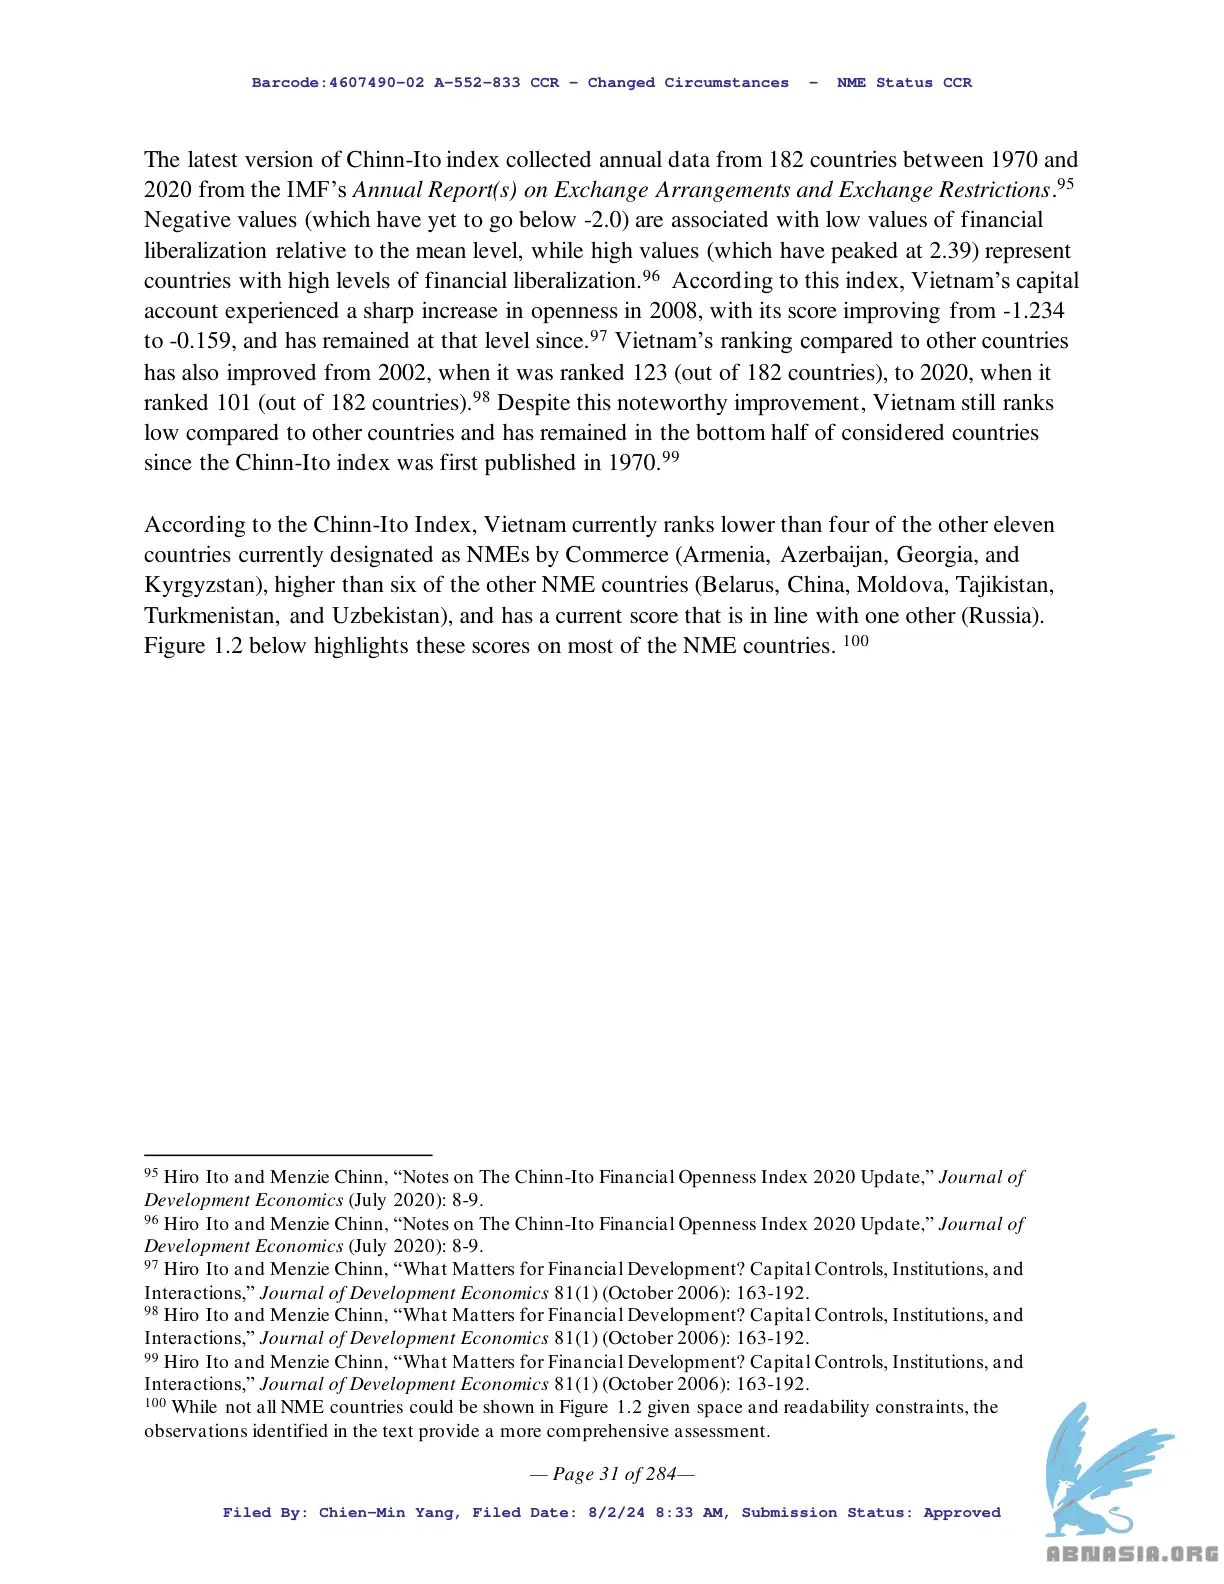 Barcode:4607490-02 A-552-833 CCR - Changed Circumstances - NME Status CCR
The latest version of Chinn-Ito index collected annual data from 182 countries between 1970 and
2020 from the IMF’s Annual Report(s) on Exchange Arrangements and Exchange Restrictions.95
Negative values (which have yet to go below -2.0) are associated with low values of financial
liberalization relative to the mean level, while high values (which have peaked at 2.39) represent
countries with high levels of financial liberalization.96 According to this index, Vietnam’s capital
account experienced a sharp increase in openness in 2008, with its score improving from -1.234
to -0.159, and has remained at that level since.97 Vietnam’s ranking compared to other countries
has also improved from 2002, when it was ranked 123 (out of 182 countries), to 2020, when it
ranked 101 (out of 182 countries).98 Despite this noteworthy improvement, Vietnam still ranks
low compared to other countries and has remained in the bottom half of considered countries
since the Chinn-Ito index was first published in 1970.99
According to the Chinn-Ito Index, Vietnam currently ranks lower than four of the other eleven
countries currently designated as NMEs by Commerce (Armenia, Azerbaijan, Georgia, and
Kyrgyzstan), higher than six of the other NME countries (Belarus, China, Moldova, Tajikistan,
Turkmenistan, and Uzbekistan), and has a current score that is in line with one other (Russia).
Figure 1.2 below highlights these scores on most of the NME countries. 100
95 Hiro Ito and Menzie Chinn, “Notes on The Chinn-Ito Financial Openness Index 2020 Update,” Journal of
Development Economics (July 2020): 8-9.
96 Hiro Ito and Menzie Chinn, “Notes on The Chinn-Ito Financial Openness Index 2020 Update,” Journal of
Development Economics (July 2020): 8-9.
97 Hiro Ito and Menzie Chinn, “What Matters for Financial Development? Capital Controls, Institutions, and
Interactions,” Journal of Development Economics 81(1) (October 2006): 163-192.
98 Hiro Ito and Menzie Chinn, “What Matters for Financial Development? Capital Controls, Institutions, and
Interactions,” Journal of Development Economics 81(1) (October 2006): 163-192.
99 Hiro Ito and Menzie Chinn, “What Matters for Financial Development? Capital Controls, Institutions, and
Interactions,” Journal of Development Economics 81(1) (October 2006): 163-192.
100 While not all NME countries could be shown in Figure 1.2 given space and readability constraints, the
observations identified in the text provide a more comprehensive assessment.
— Page 31 of 284—
Filed By: Chien-Min Yang, Filed Date: 8/2/24 8:33 AM, Submission Status: Approved
ABNASIA.ORG